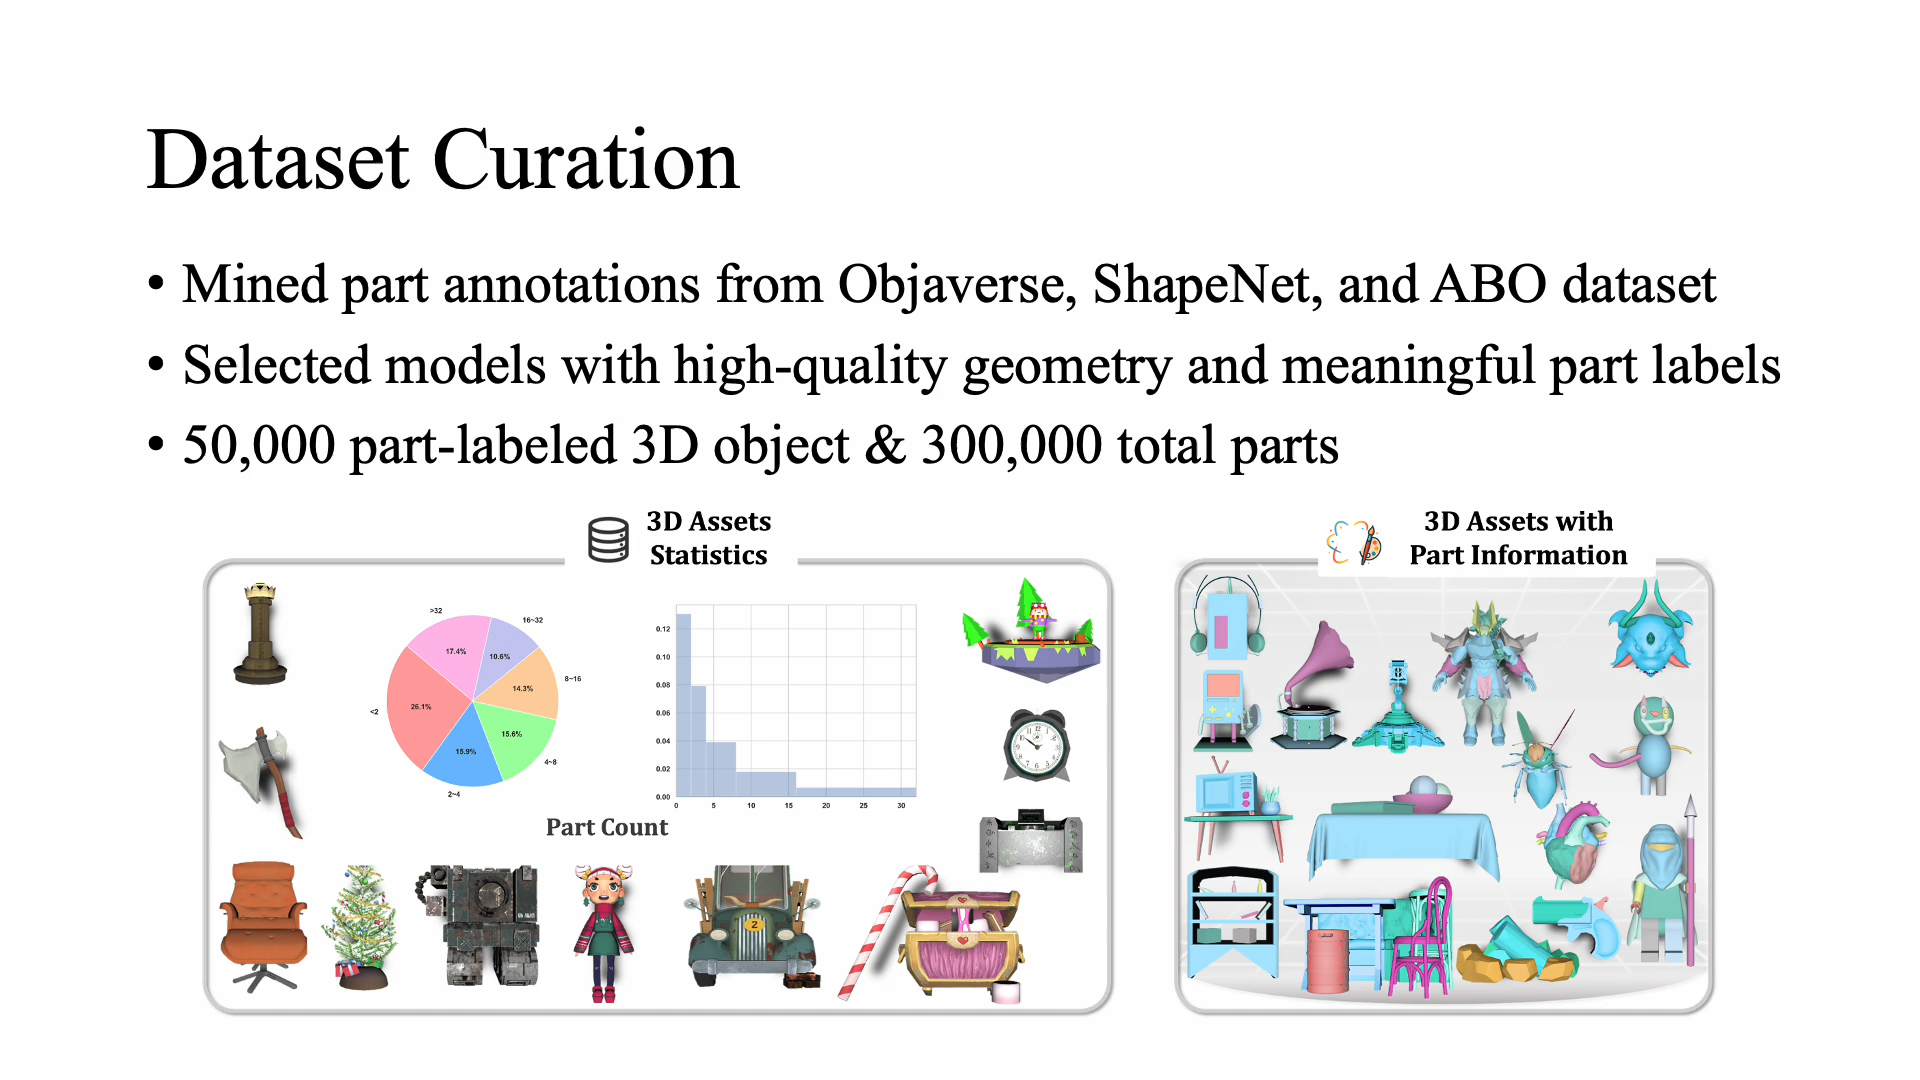 Dataset Curation
• Mined part annotations from Objaverse, ShapeNet, and ABO dataset
• Selected models with high-quality geometry and meaningful part labels
• 50,000 part-labeled 3D object & 300,000 total parts
3D Assets
Statistics
>32
16~32
17.4%
10.6%
8~16
14.3%
<2
26.1%
15.6%
15.9%
4~8
2~4
0.12
0.10
0.08
0.06
0.04
0.02
0.00
0 5 10 15 20 25 30
Part Count
2
3D Assets with
Part Information
8